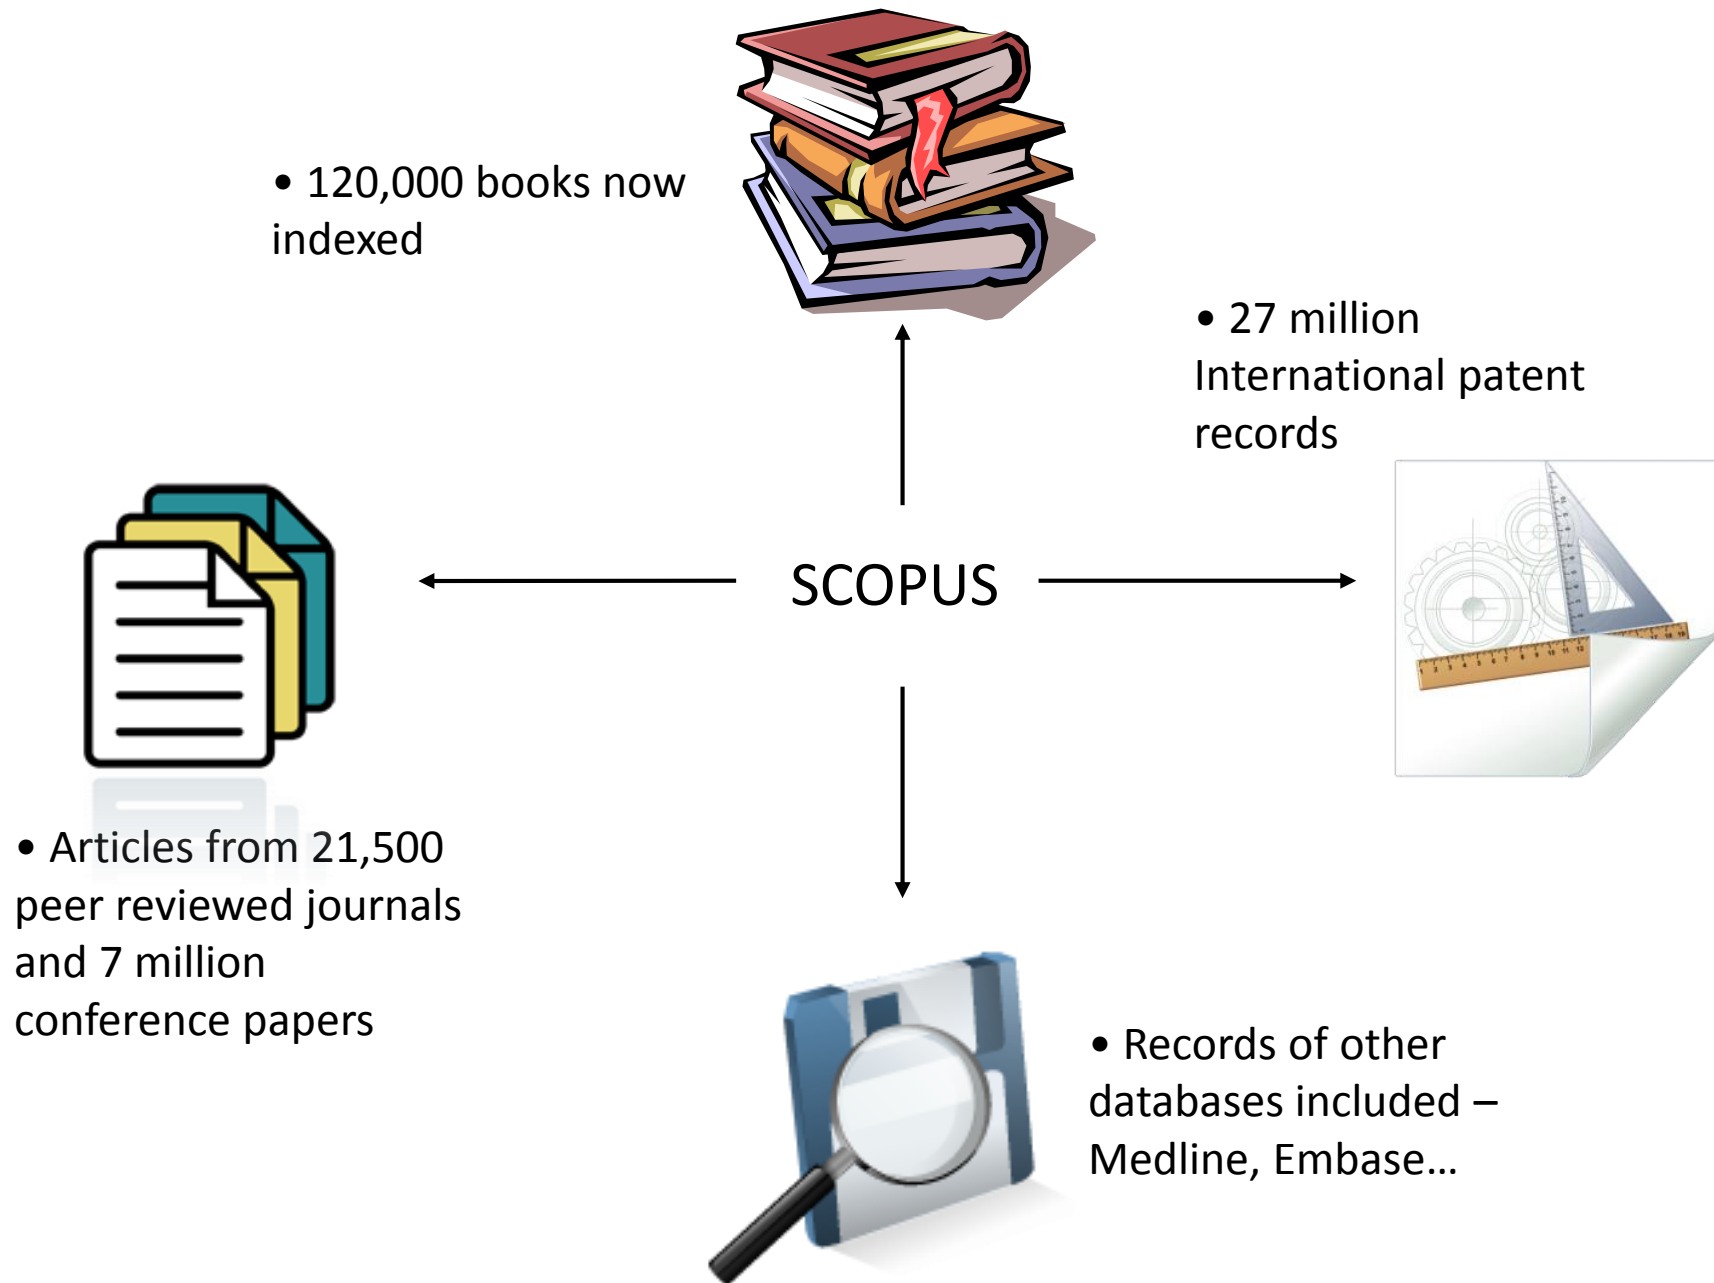 • 120,000 books now
indexed
• 27 million
International patent
records
SCOPUS
• Articles from 21,500
peer reviewed journals
and 7 million
conference papers
• Records of other
databases included –
Medline, Embase…